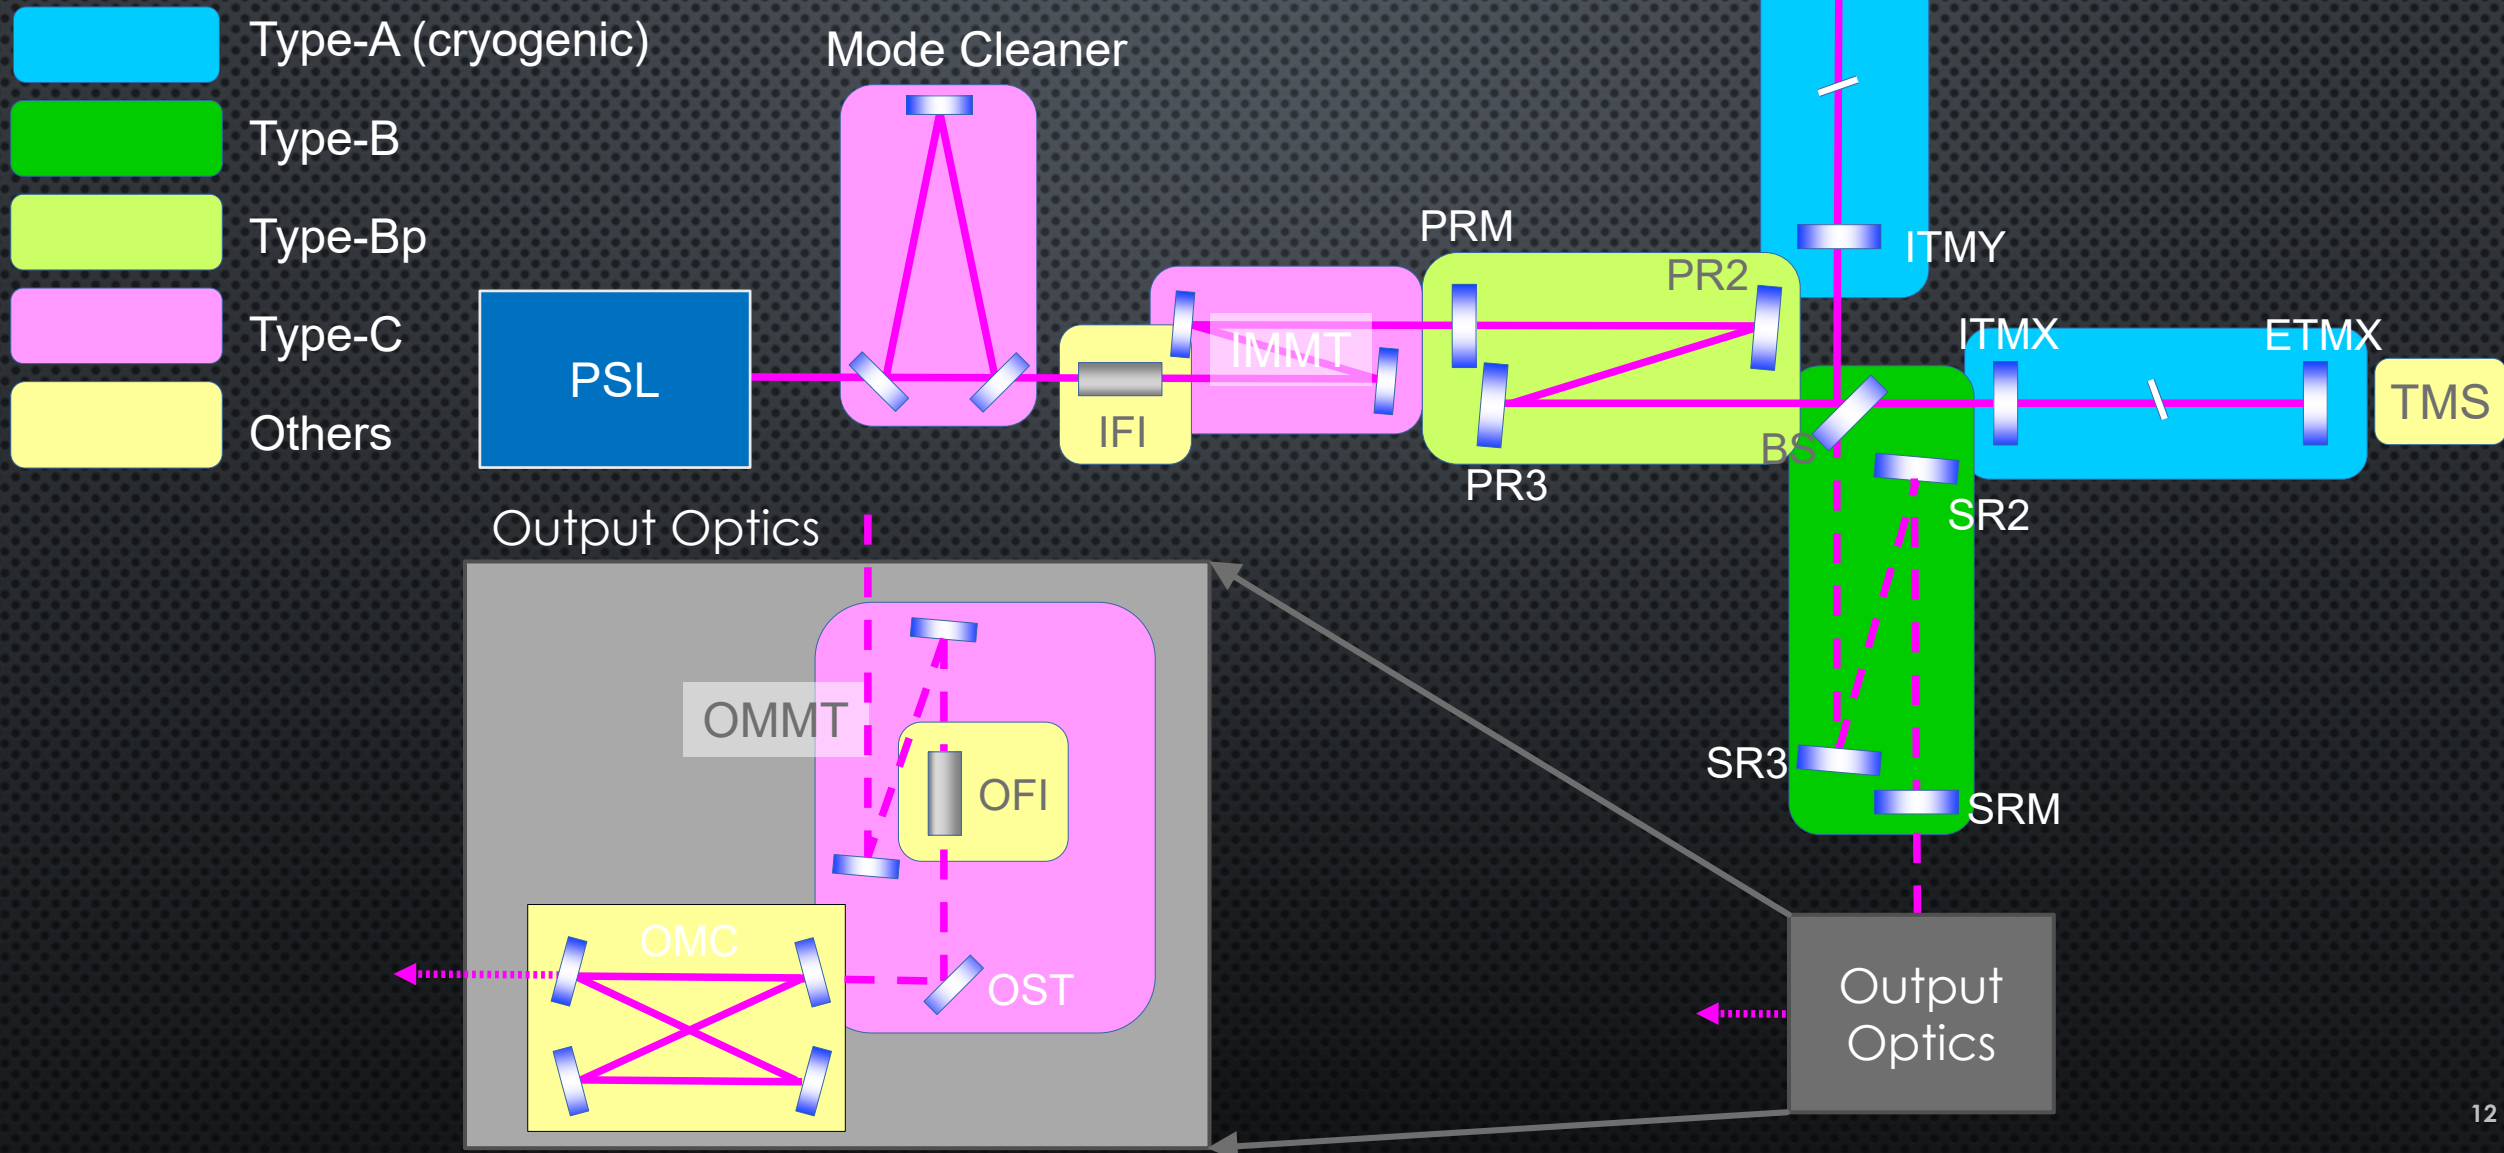 Type-A (cryogenic)
Type-B
Type-Bp
Type-C
Others
Mode Cleaner
PSL
IFI
IMMT
PRM
PR2
PR3
BS
ITMY
ITMX
ETMX
TMS
SR2
SR3
SRM
Output Optics
OMMT
OFI
OMC
OST
Output
Optics
12